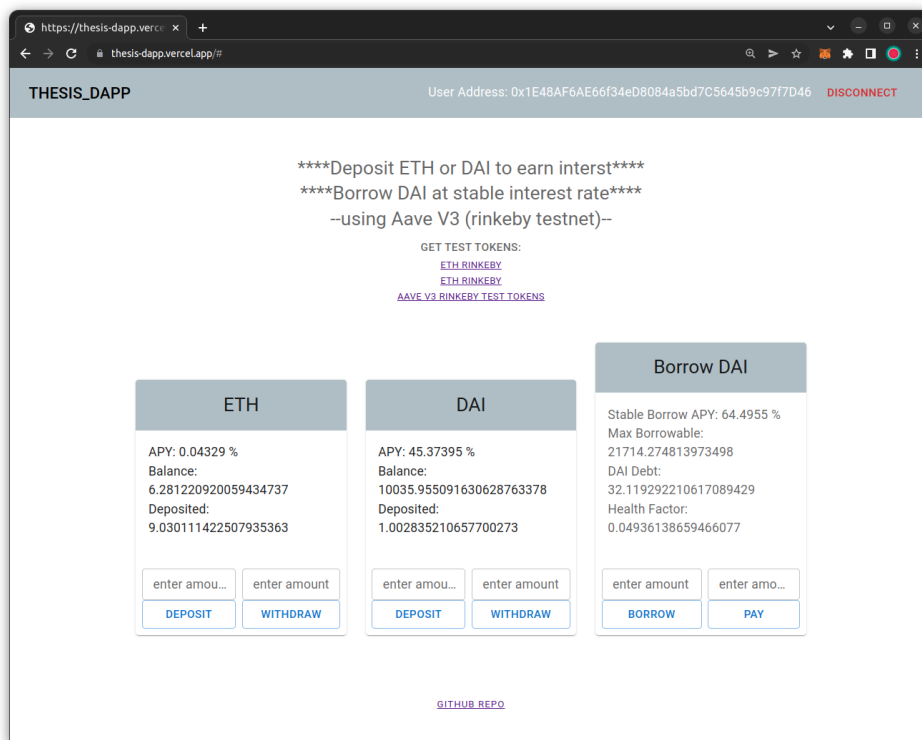 https://thesis-dapp.verce
thesis-dapp.vercel.app/#
THESIS_DAPP
User Address: 0x1E48AF6AE66f34eD8084a5bd7C5645b9c97f7D46 DISCONNECT
****Deposit ETH or DAI to earn interst****
****Borrow DAI at stable interest rate****
--using Aave V3 (rinkeby testnet)--
GET TEST TOKENS:
ETH RINKEBY
ETH RINKEBY
AAVE V3 RINKEBY TEST TOKENS
ETH
APY: 0.04329 %
Balance:
6.281220920059434737
Deposited:
9.030111422507935363
enter amou... enter amount
DEPOSIT WITHDRAW
DAI
APY: 45.37395 %
Balance:
10035.955091630628763378
Deposited:
1.002835210657700273
enter amou... enter amount
DEPOSIT WITHDRAW
Borrow DAI
Stable Borrow APY: 64.4955 %
Max Borrowable:
21714.274813973498
DAI Debt:
32.119292210617089429
Health Factor:
0.04936138659466077
enter amount enter amo...
BORROW PAY
GITHUB REPO